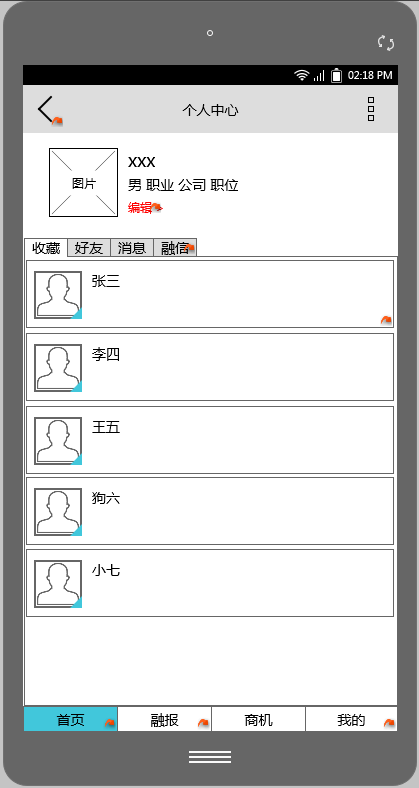 02:18 PM
个人中心
图片
XXX
男 职业 公司 职位
编辑
收藏 好友 消息 融信
张三
李四
王五
狗六
小七
首页 融报 商机 我的